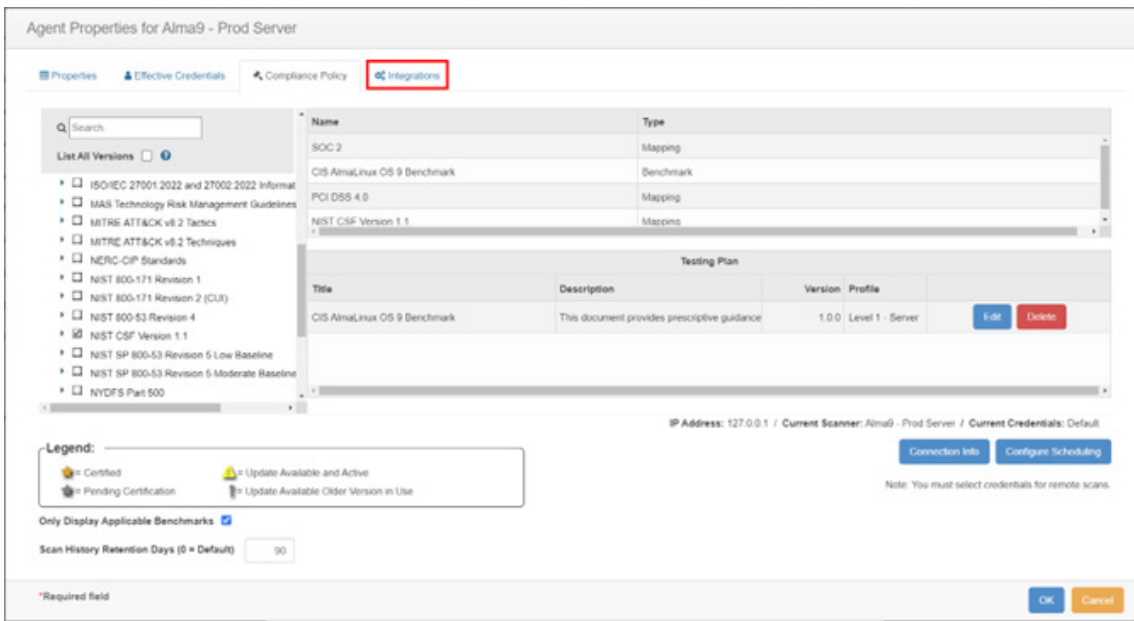 Agent Properties for Alma9 - Prod Server
Properties Effective Credentials Compliance Policy Integrations
Search
List All Versions
ISO/IEC 27001:2022 and 27002:2022 Informat
MAS Technology Risk Management Guidelines
MITRE ATT&CK v8.2 Tactics
MITRE ATT&CK v8.2 Techniques
NERC-CIP Standards
NIST 800-171 Revision 1
NIST 800-171 Revision 2 (CUI)
NIST 800-53 Revision 4
NIST CSF Version 1.1
NIST SP 800-53 Revision 5 Low Baseline
NIST SP 800-53 Revision 5 Moderate Baseline
NYDFS Part 500
Name Type
SOC 2 Mapping
CIS AlmaLinux OS 9 Benchmark Benchmark
PCI DSS 4.0 Mapping
NIST CSF Version 1.1 Mapping
Testing Plan
Title Description Version Profile
CIS AlmaLinux OS 9 Benchmark This document provides prescriptive guidance 1.0.0 Level 1 - Server Edit Delete
IP Address: 127.0.0.1 / Current Scanner: Alma9 - Prod Server / Current Credentials: Default
Legend:
= Certified = Update Available and Active
= Pending Certification = Update Available Older Version in Use
Connection Info Configure Scheduling
Note: You must select credentials for remote scans.
Only Display Applicable Benchmarks
Scan History Retention Days (0 = Default) 90
*Required field
OK Cancel